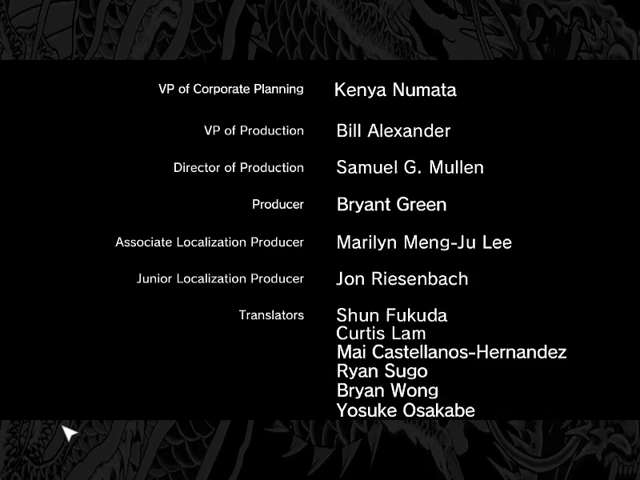 VP of Corporate Planning Kenya Numata
VP of Production Bill Alexander
Director of Production Samuel G. Mullen
Producer Bryant Green
Associate Localization Producer Marilyn Meng-Ju Lee
Junior Localization Producer Jon Riesenbach
Translators Shun Fukuda
Curtis Lam
Mai Castellanos-Hernandez
Ryan Sugo
Bryan Wong
Yosuke Osakabe